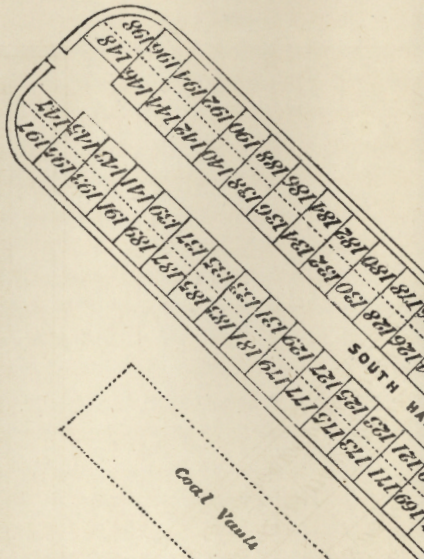 198 196 194 192 190 188 186 184 182 180 178
148 146 144 142 140 138 136 134 132 130 128 126
SOUTH
147 145 143 141 139 137 135 133 131 129 127 125 123 121
197 195 193 191 189 187 185 183 181 179 177 175 173 171 169
Coal Vaults